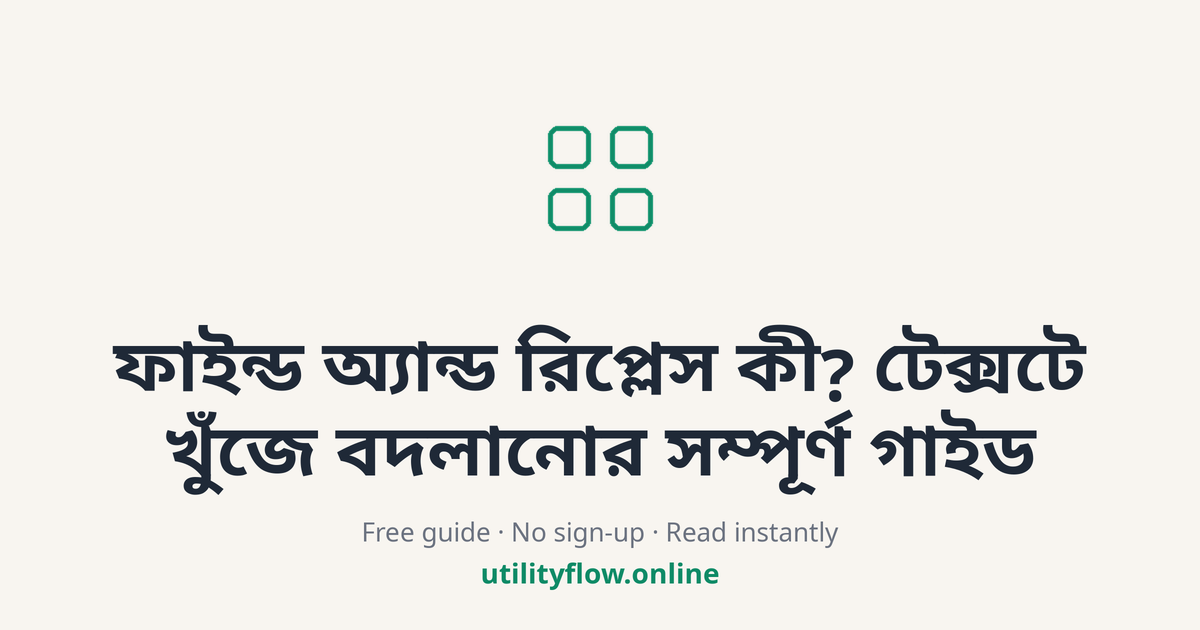 ফাইন্ড অ্যান্ড রিপ্লেস কী? টেক্সটে
খুঁজে বদলানোর সম্পূর্ণ গাইড
Free guide · No sign-up · Read instantly
utilityflow.online